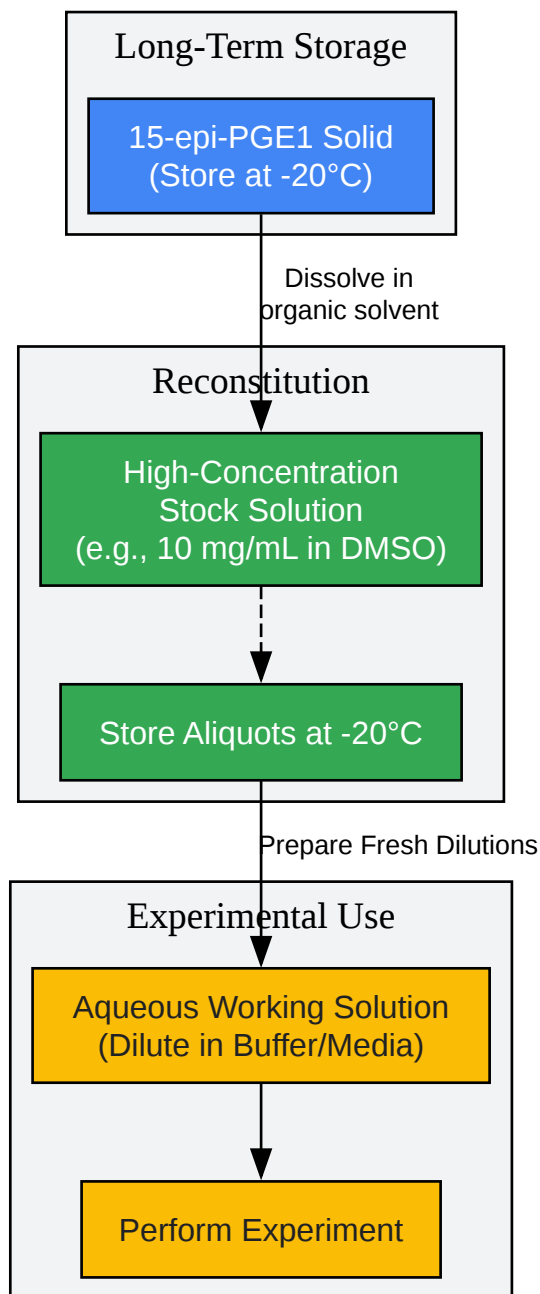 Long-Term Storage
15-epi-PGE1 Solid
(Store at -20°C)
Dissolve in
organic solvent
Reconstitution
High-Concentration
Stock Solution
(e.g., 10 mg/mL in DMSO)
Store Aliquots at -20°C
Prepare Fresh Dilutions
Experimental Use
Aqueous Working Solution
(Dilute in Buffer/Media)
Perform Experiment